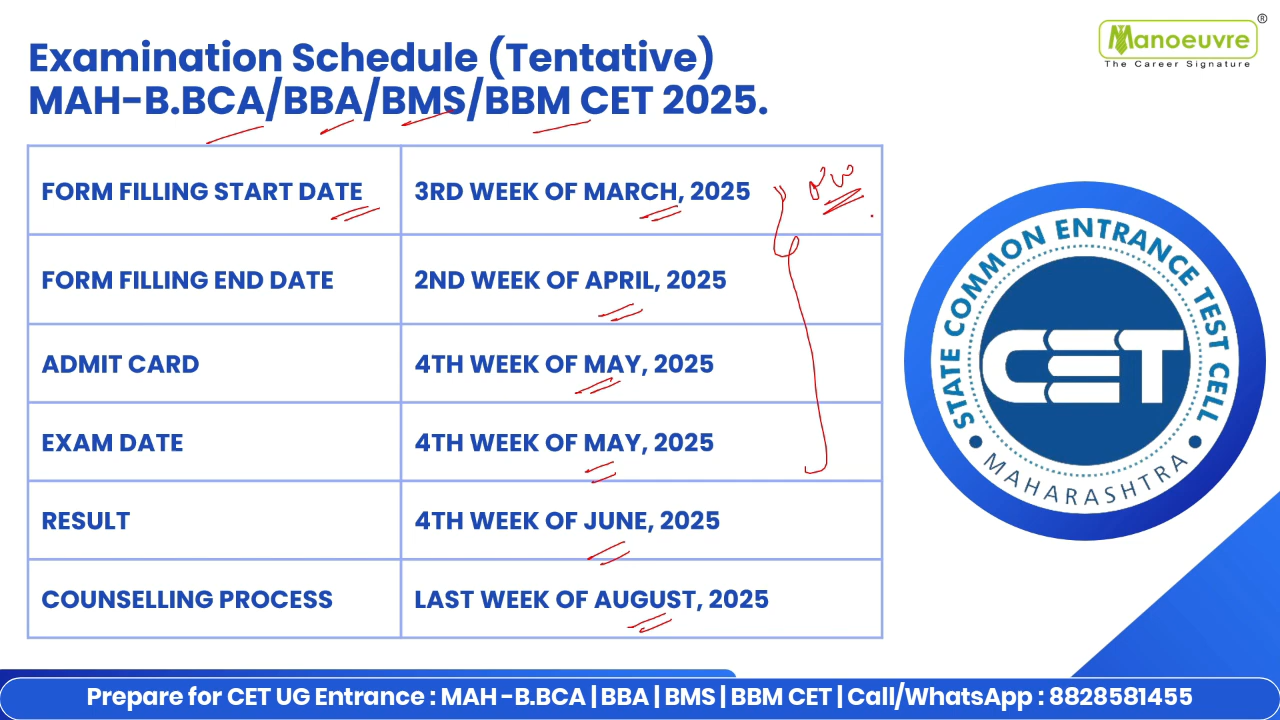 Examination Schedule (Tentative)
MAH-B.BCA/BBA/BMS/BBM CET 2025.
Manoeuvre®
The Career Signature
FORM FILLING START DATE
3RD WEEK OF MARCH, 2025
FORM FILLING END DATE
2ND WEEK OF APRIL, 2025
ADMIT CARD
4TH WEEK OF MAY, 2025
EXAM DATE
4TH WEEK OF MAY, 2025
RESULT
4TH WEEK OF JUNE, 2025
COUNSELLING PROCESS
LAST WEEK OF AUGUST, 2025
STATE COMMON ENTRANCE TEST CELL
CET
MAHARASHTRA
Prepare for CET UG Entrance : MAH -B.BCA | BBA | BMS | BBM CET | Call/WhatsApp : 8828581455